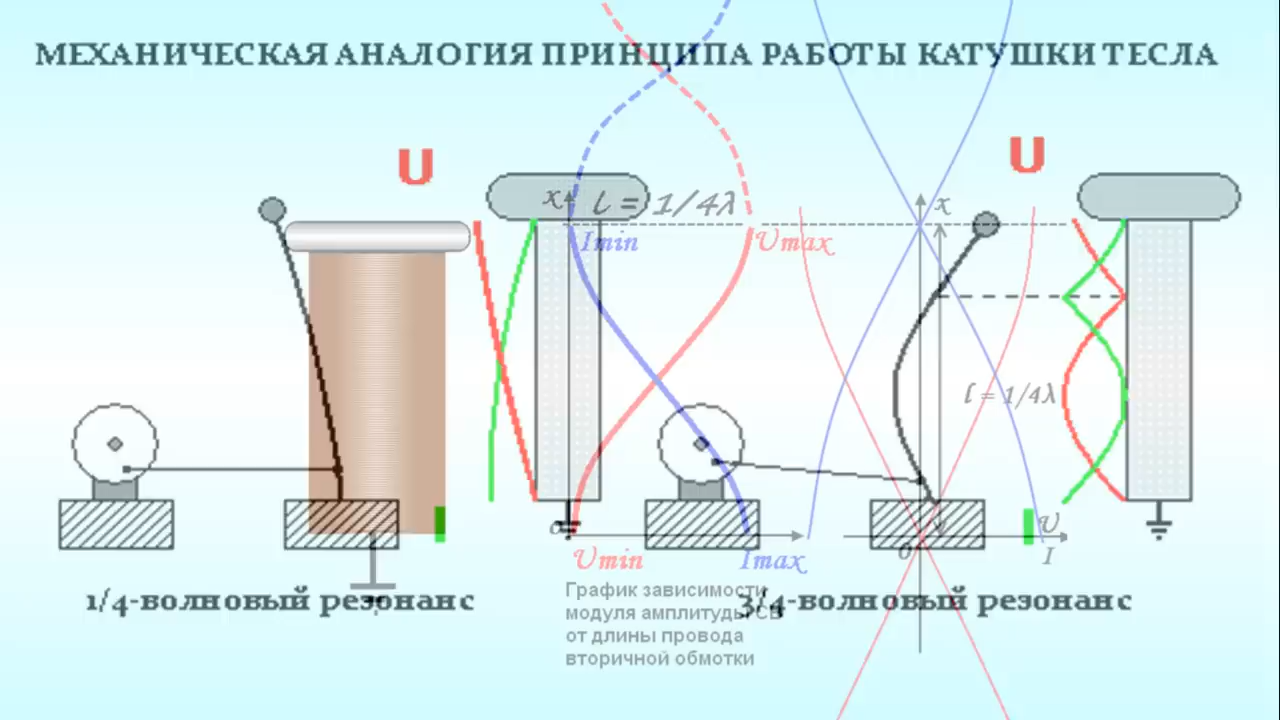 МЕХАНИЧЕСКАЯ АНАЛОГИЯ ПРИНЦИПА РАБОТЫ КАТУШКИ ТЕСЛА
U
U
x
l = 1/4λ
x
Imin
Umax
l = 1/4λ
o
0
U
I
Umin
Imax
График зависимости
модуля амплитуды СВ
от длины провода
вторичной обмотки
1/4-волновый резонанс
3/4-волновый резонанс